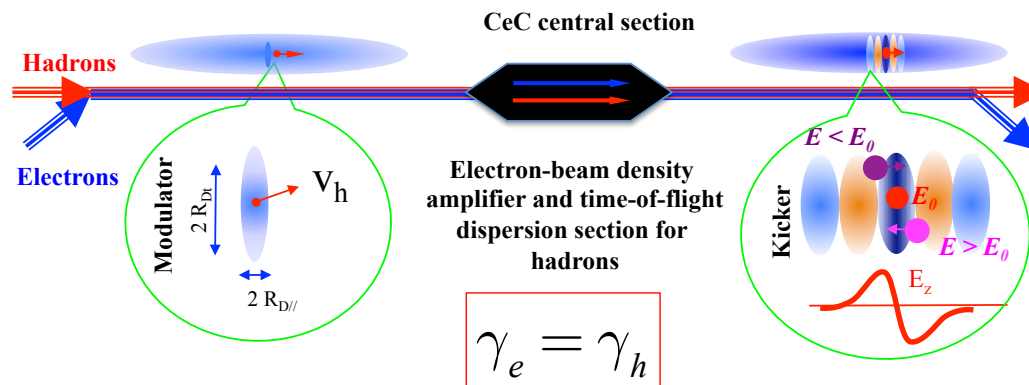 CeC central section
Hadrons
Electrons
Modulator
2 R_Dt
v_h
2 R_D//
Electron-beam density
amplifier and time-of-flight
dispersion section for
hadrons
γ_e = γ_h
Kicker
E < E_0
E_0
E > E_0
E_z